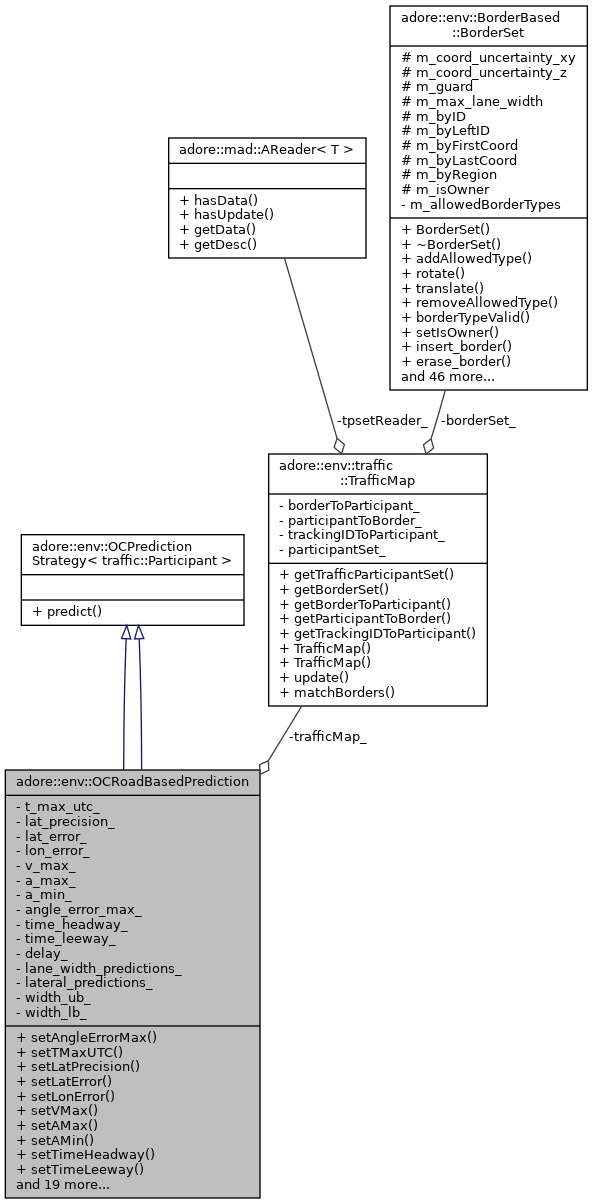 adore::env::BorderBased
::BorderSet
# m_coord_uncertainty_xy
# m_coord_uncertainty_z
# m_guard
# m_max_lane_width
# m_byID
# m_byLeftID
# m_byFirstCoord
# m_byLastCoord
# m_byRegion
# m_isOwner
- m_allowedBorderTypes
+ BorderSet()
+ ~BorderSet()
+ addAllowedType()
+ rotate()
+ translate()
+ removeAllowedType()
+ borderTypeValid()
+ setIsOwner()
+ insert_border()
+ erase_border()
and 46 more...
adore::mad::AReader< T >
+ hasData()
+ hasUpdate()
+ getData()
+ getDesc()
-tpsetReader_
-borderSet_
adore::env::traffic
::TrafficMap
- borderToParticipant_
- participantToBorder_
- trackingIDToParticipant_
- participantSet_
+ getTrafficParticipantSet()
+ getBorderSet()
+ getBorderToParticipant()
+ getParticipantToBorder()
+ getTrackingIDToParticipant()
+ TrafficMap()
+ TrafficMap()
+ update()
+ matchBorders()
adore::env::OCPrediction
Strategy< traffic::Participant >
+ predict()
-trafficMap_
adore::env::OCRoadBasedPrediction
- t_max_utc_
- lat_precision_
- lat_error_
- lon_error_
- v_max_
- a_max_
- a_min_
- angle_error_max_
- time_headway_
- time_leeway_
- delay_
- lane_width_predictions_
- lateral_predictions_
- width_ub_
- width_lb_
+ setAngleErrorMax()
+ setTMaxUTC()
+ setLatPrecision()
+ setLatError()
+ setLonError()
+ setVMax()
+ setAMax()
+ setAMin()
+ setTimeHeadway()
+ setTimeLeeway()
and 19 more...